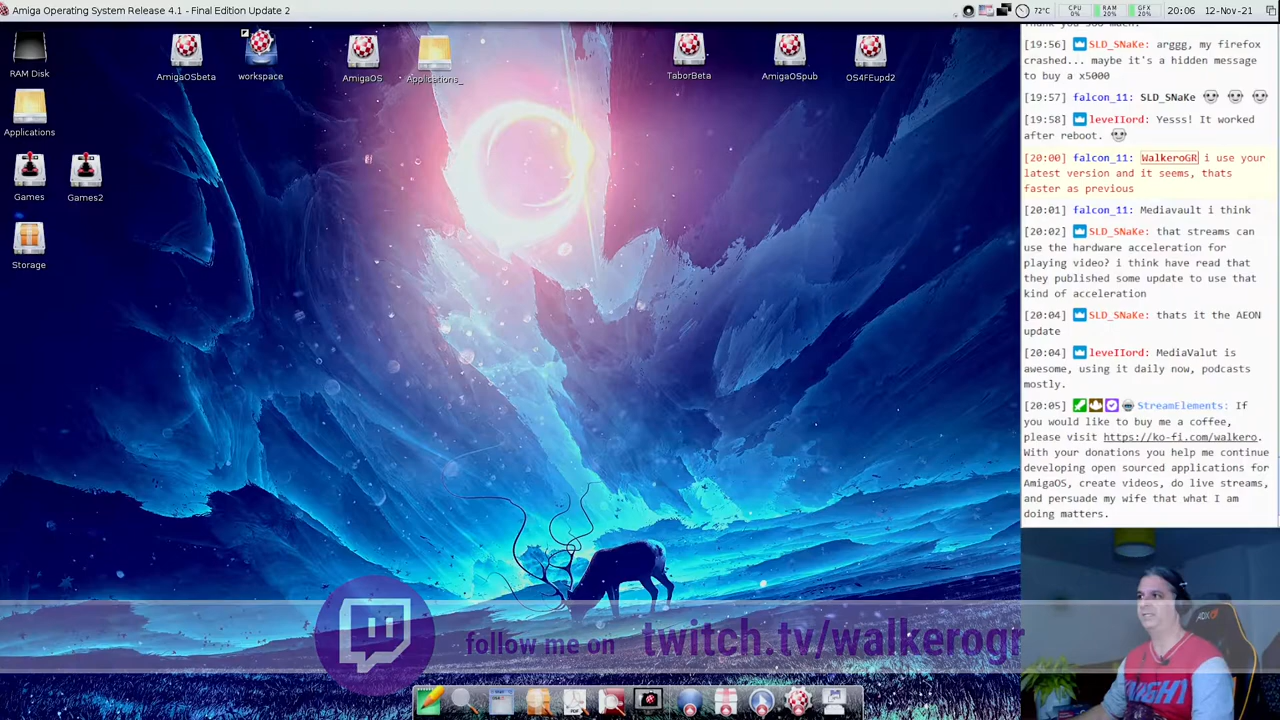 Amiga Operating System Release 4.1 - Final Edition Update 2
72°C
CPU
0%
RAM
20%
GFX
20%
20:06
12-Nov-21
RAM Disk
AmigaOSbeta
workspace
AmigaOS
Applications_
TaborBeta
AmigaOSpub
OS4FEupd2
Applications
Games
Games2
Storage
[19:56] SLD_SNaKe: arggg, my firefox
crashed... maybe it's a hidden message
to buy a x5000
[19:57] falcon_11: SLD_SNaKe
[19:58] leveIIord: Yesss! It worked
after reboot.
[20:00] falcon_11: WalkeroGR i use your
latest version and it seems, thats
faster as previous
[20:01] falcon_11: Mediavault i think
[20:02] SLD_SNaKe: that streams can
use the hardware acceleration for
playing video? i think have read that
they published some update to use that
kind of acceleration
[20:04] SLD_SNaKe: thats it the AEON
update
[20:04] leveIIord: MediaValut is
awesome, using it daily now, podcasts
mostly.
[20:05] StreamElements: If
you would like to buy me a coffee,
please visit https://ko-fi.com/walkero.
With your donations you help me continue
developing open sourced applications for
AmigaOS, create videos, do live streams,
and persuade my wife that what I am
doing matters.
follow me on twitch.tv/walkerogr
PDF